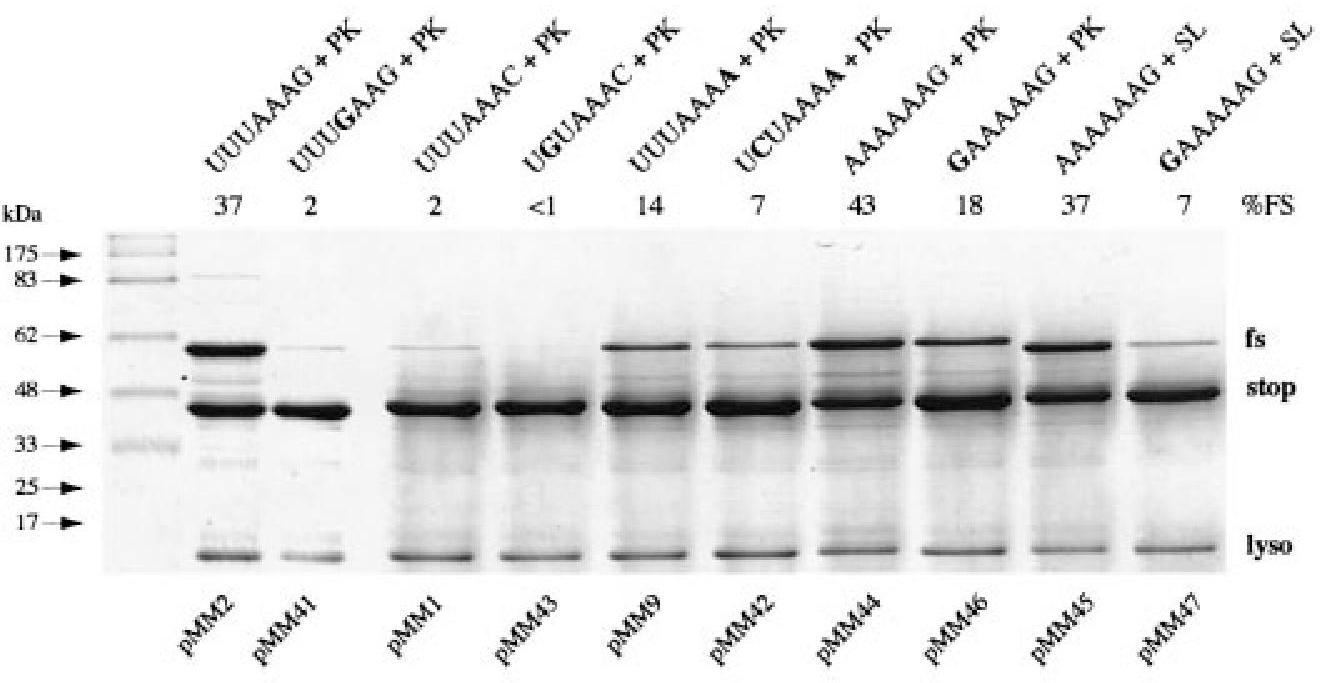 UUUAAAG + PK
UUUGAAG + PK
UUUAAAC + PK
UGUAAAC + PK
UUUAAAA + PK
UCUAAAA + PK
AAAAAAG + PK
GAAAAAG + PK
AAAAAAG + SL
GAAAAAG + SL
kDa 37 2 2 <1 14 7 43 18 37 7 %FS
175
83
62 fs
48 stop
33
25
17
lyso
pMM2
pMM41
pMM1
pMM43
pMM9
pMM42
pMM44
pMM46
pMM45
pMM47